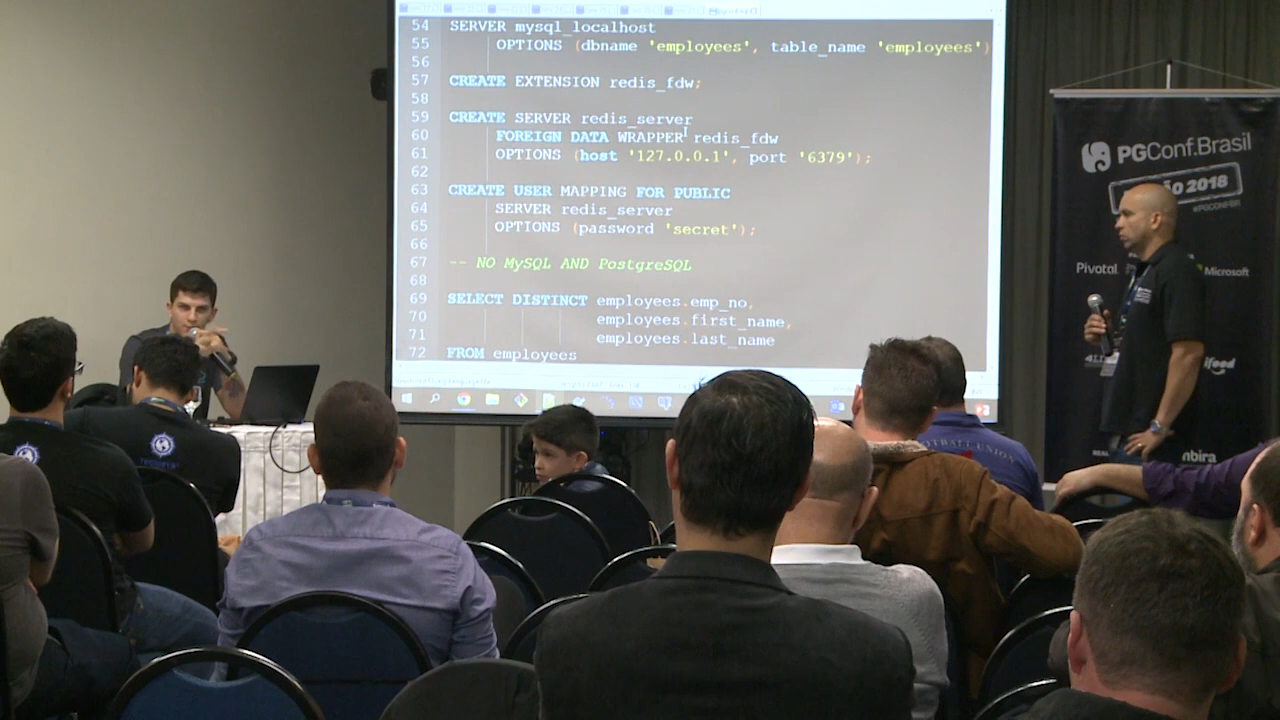 54 SERVER mysql_localhost
55 OPTIONS (dbname 'employees', table_name 'employees')
56
57 CREATE EXTENSION redis_fdw;
58
59 CREATE SERVER redis_server
60 FOREIGN DATA WRAPPER redis_fdw
61 OPTIONS (host '127.0.0.1', port '6379');
62
63 CREATE USER MAPPING FOR PUBLIC
64 SERVER redis_server
65 OPTIONS (password 'secret');
66
67 -- NO MySQL AND PostgreSQL
68
69 SELECT DISTINCT employees.emp_no,
70 employees.first_name,
71 employees.last_name
72 FROM employees
PGConf.Brasil
2018
Pivotal
Microsoft